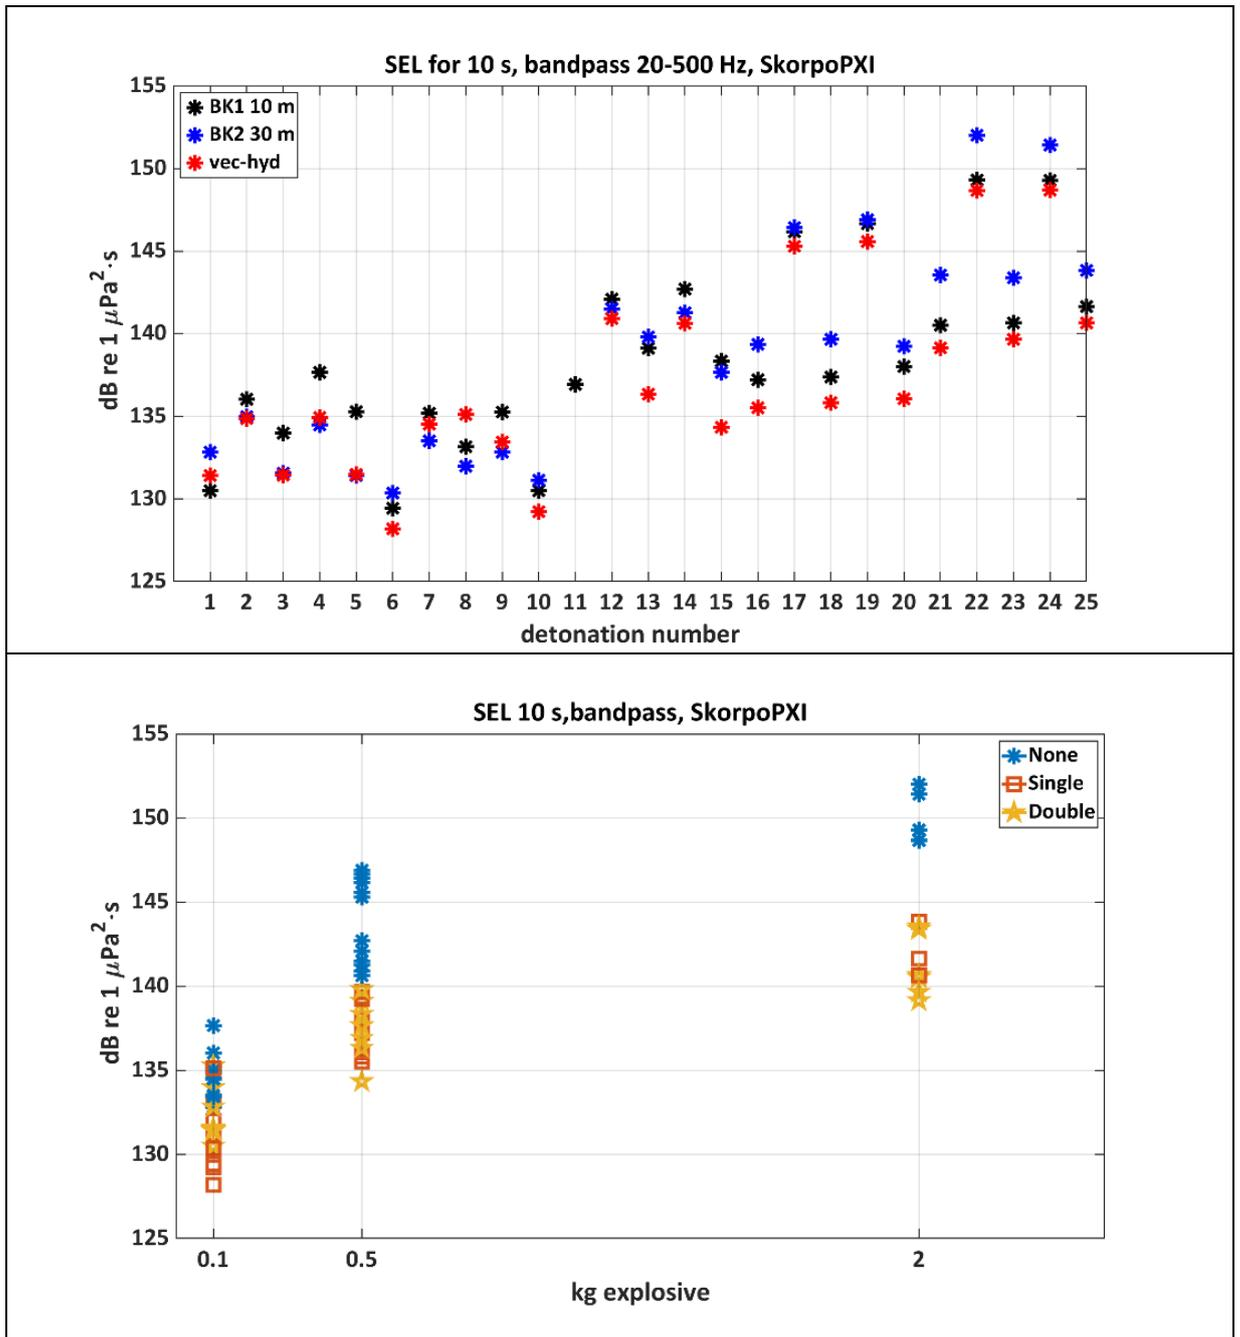 SEL for 10 s, bandpass 20-500 Hz, SkorpoPXI
155
BK1 10 m
BK2 30 m
vec-hyd
150
145
140
135
130
125
dB re 1 μPa²·s
1 2 3 4 5 6 7 8 9 10 11 12 13 14 15 16 17 18 19 20 21 22 23 24 25
detonation number
SEL 10 s,bandpass, SkorpoPXI
155
None
Single
Double
150
145
140
135
130
125
dB re 1 μPa²·s
0.1 0.5 2
kg explosive